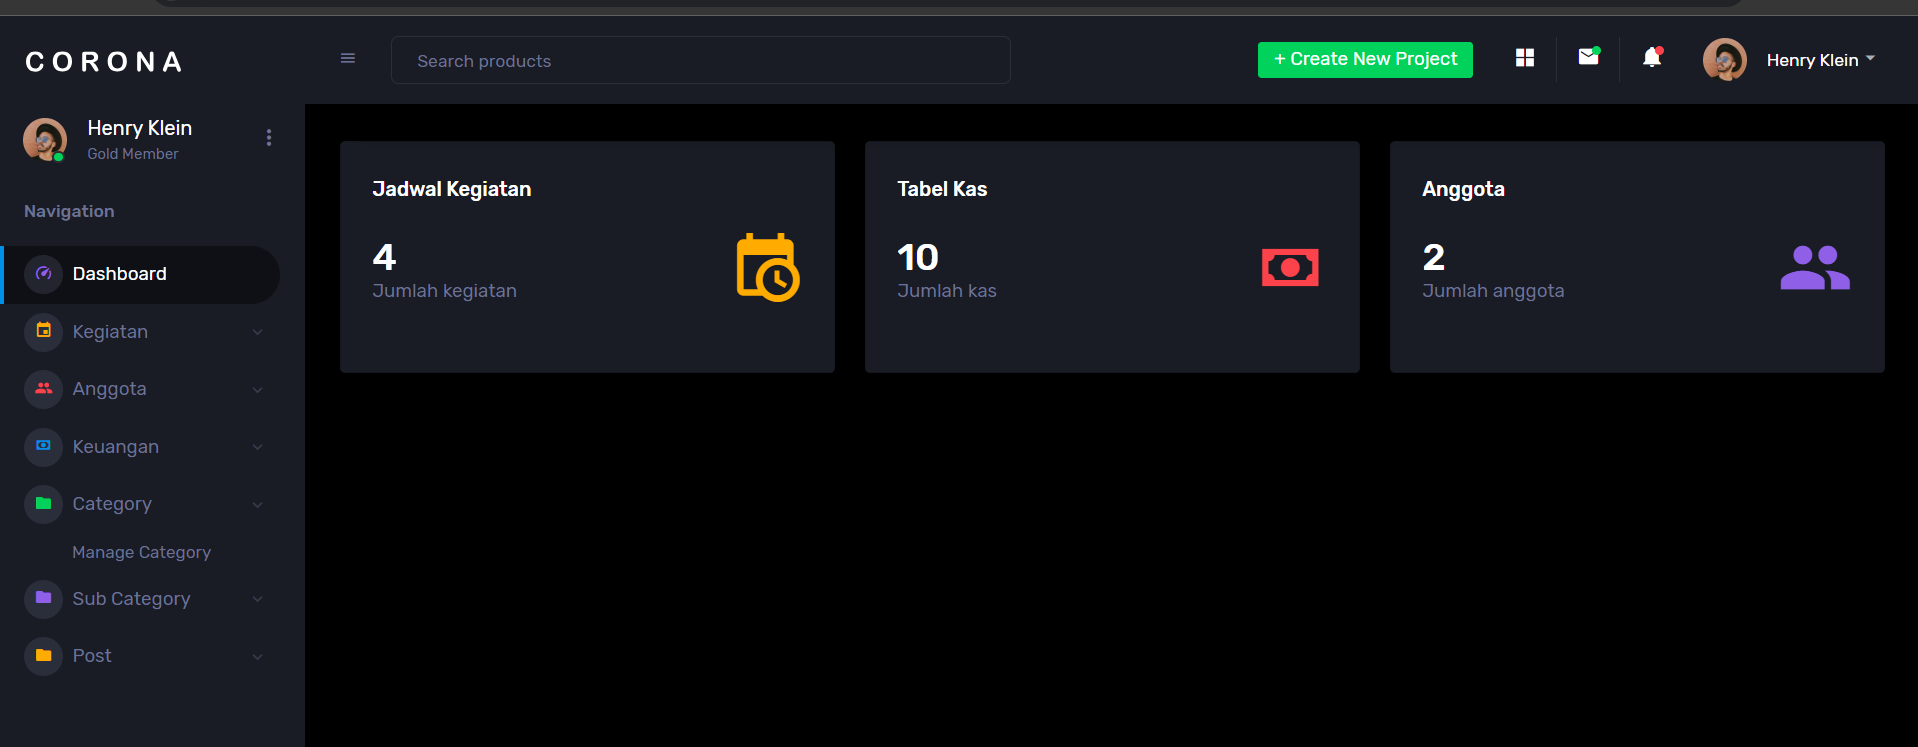 CORONA
Search products
+ Create New Project
Henry Klein
Henry Klein
Gold Member
Navigation
Dashboard
Kegiatan
Anggota
Keuangan
Category
Manage Category
Sub Category
Post
Jadwal Kegiatan
4
Jumlah kegiatan
Tabel Kas
10
Jumlah kas
Anggota
2
Jumlah anggota